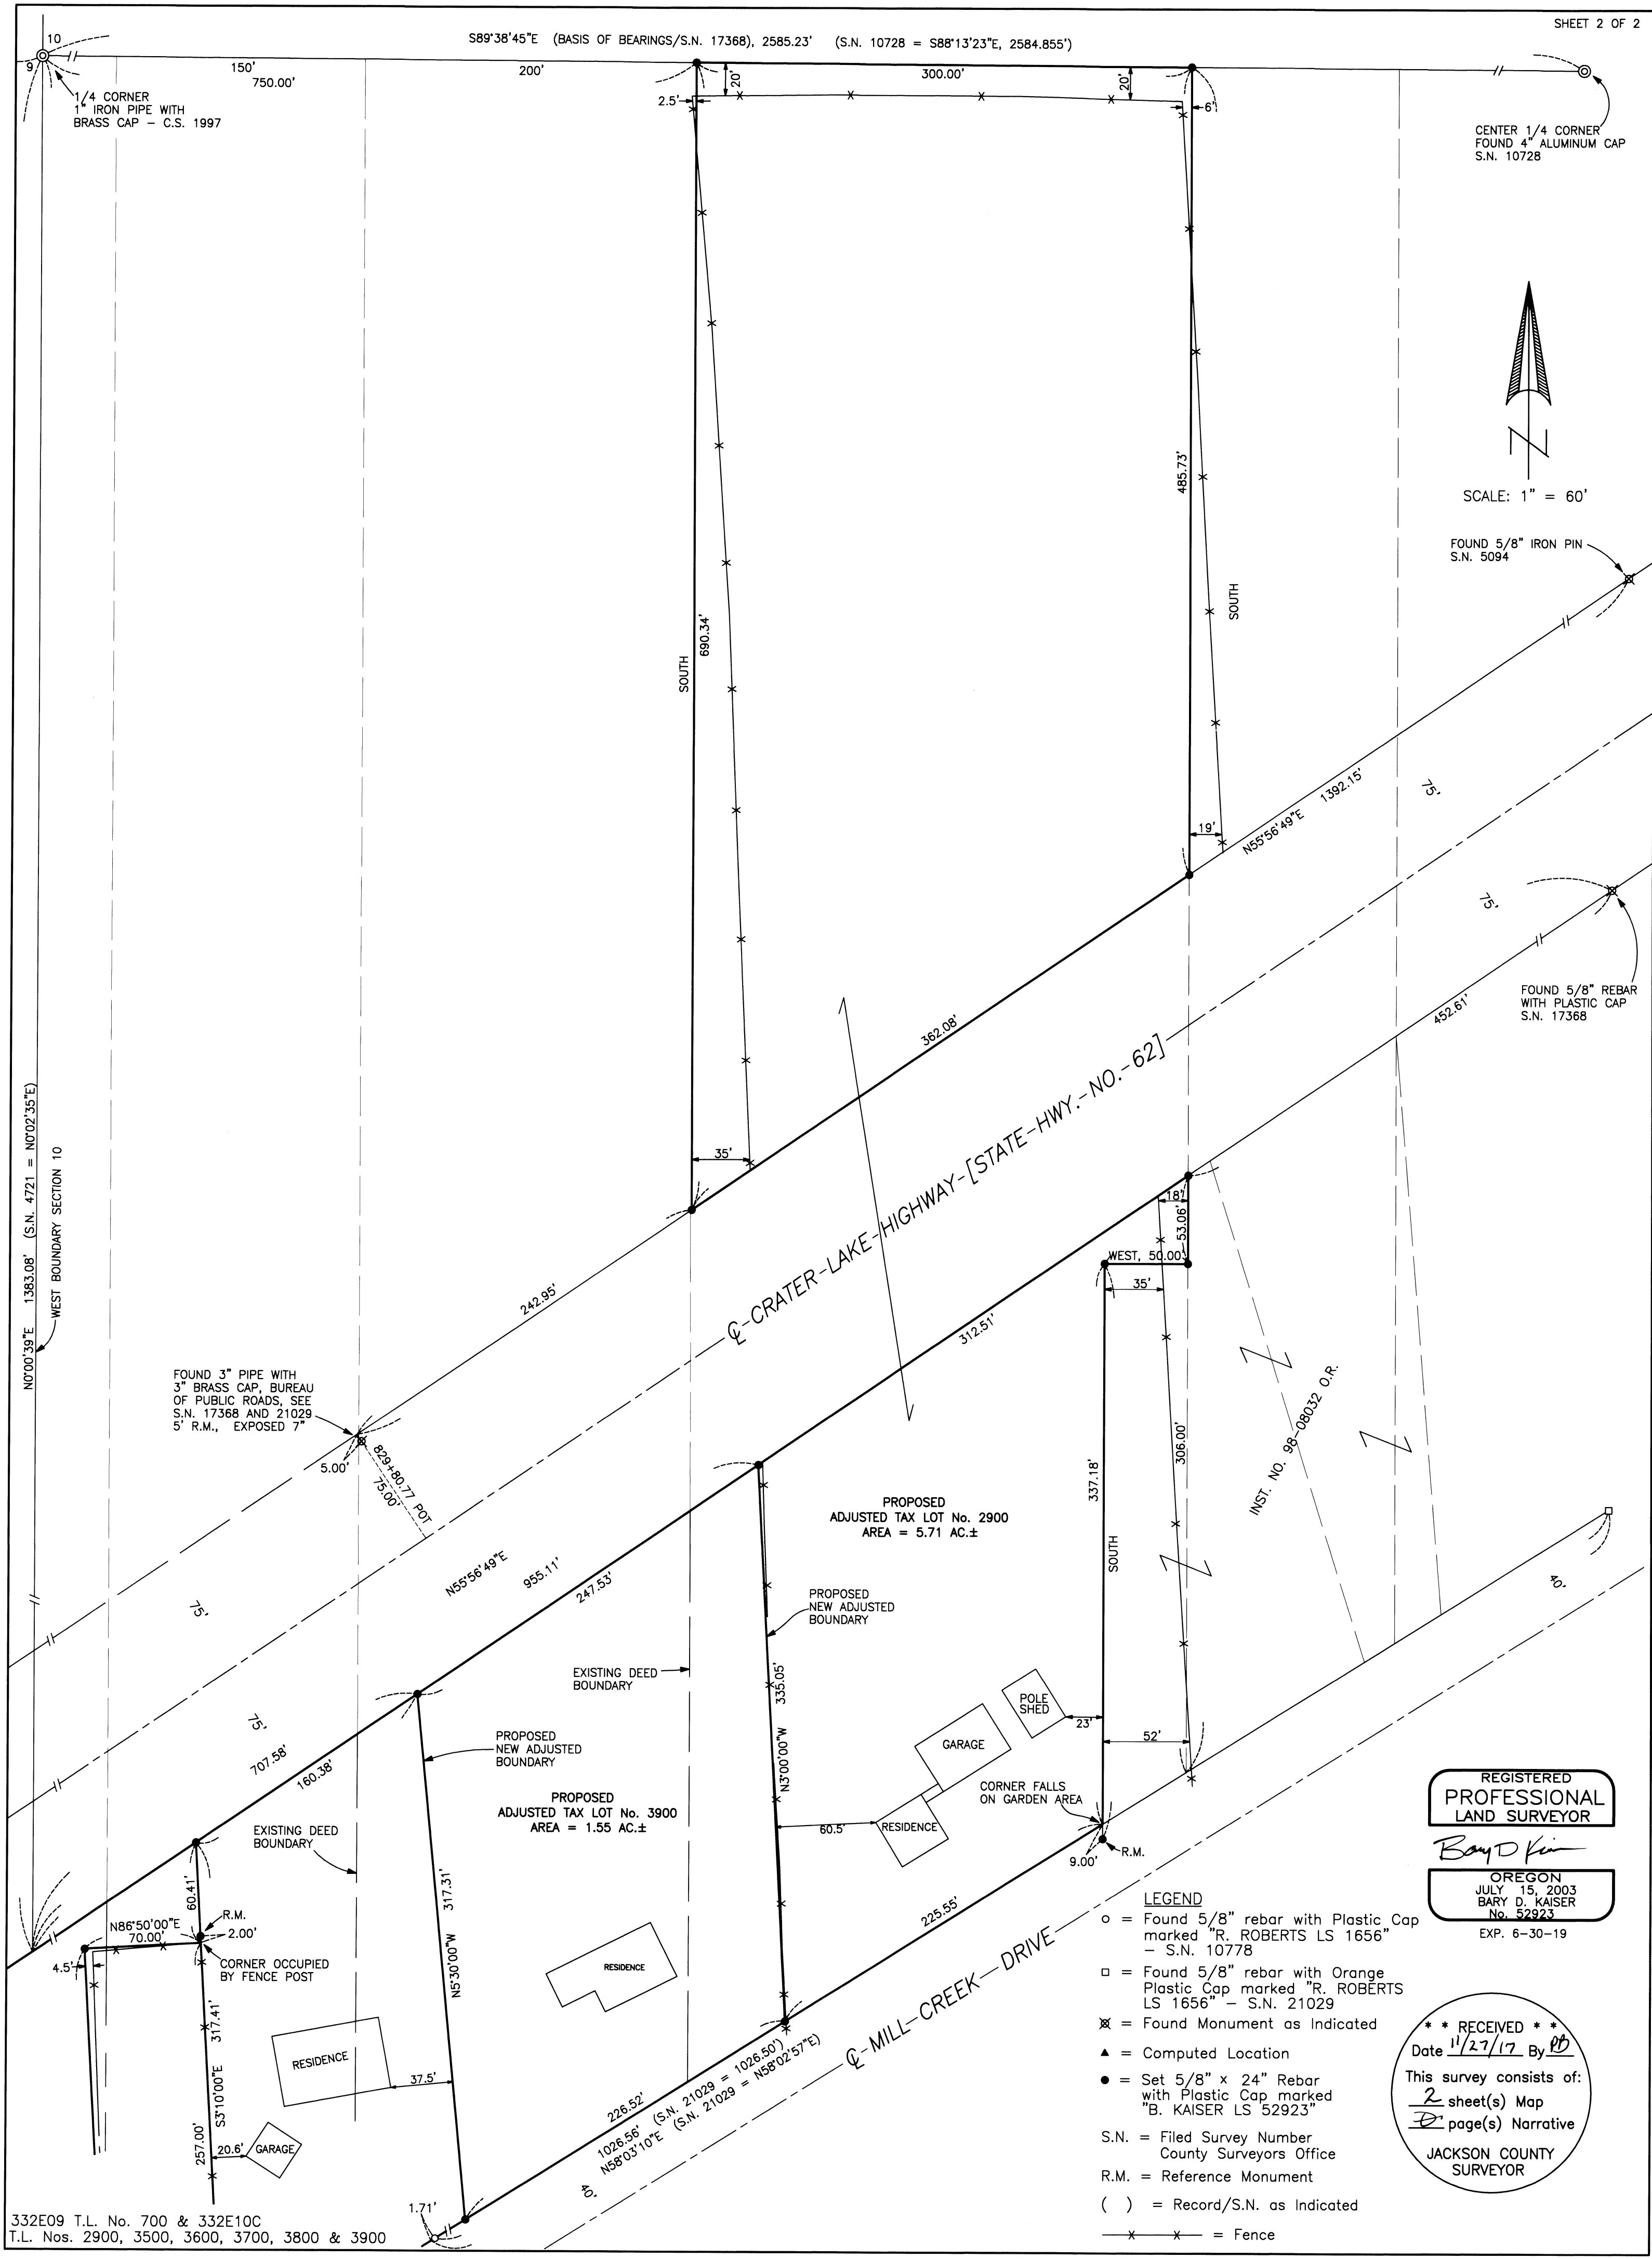 SHEET 2 OF 2
10
9
S89°38'45"E (BASIS OF BEARINGS/S.N. 17368), 2585.23' (S.N. 10728 = S88°13'23"E, 2584.855')
150'
750.00'
200'
300.00'
20'
20'
2.5'
6'
1/4 CORNER
1" IRON PIPE WITH
BRASS CAP - C.S. 1997
CENTER 1/4 CORNER
FOUND 4" ALUMINUM CAP
S.N. 10728
N
SCALE: 1" = 60'
FOUND 5/8" IRON PIN
S.N. 5094
485.73'
SOUTH
690.34'
SOUTH
19'
N55°56'49"E 1392.15'
75'
75'
FOUND 5/8" REBAR
WITH PLASTIC CAP
S.N. 17368
452.61'
362.08'
35'
242.95'
℄-CRATER-LAKE-HIGHWAY-[STATE-HWY.-NO.-62]
18'
53.06'
WEST, 50.00'
35'
312.51'
N0°00'39"E 1383.08' (S.N. 4721 = N0°02'35"E)
WEST BOUNDARY SECTION 10
FOUND 3" PIPE WITH
3" BRASS CAP, BUREAU
OF PUBLIC ROADS, SEE
S.N. 17368 AND 21029
5' R.M., EXPOSED 7"
5.00'
829+80.77 POT
75.00'
337.18'
SOUTH
306.00'
INST. NO. 98-08032 O.R.
PROPOSED
ADJUSTED TAX LOT No. 2900
AREA = 5.71 AC.±
N55°56'49"E 955.11'
247.53'
75'
PROPOSED
NEW ADJUSTED
BOUNDARY
EXISTING DEED
BOUNDARY
335.05'
N3°00'00"W
40'
POLE
SHED
23'
GARAGE
52'
75'
707.58'
160.38'
PROPOSED
NEW ADJUSTED
BOUNDARY
PROPOSED
ADJUSTED TAX LOT No. 3900
AREA = 1.55 AC.±
CORNER FALLS
ON GARDEN AREA
60.5'
RESIDENCE
R.M.
9.00'
EXISTING DEED
BOUNDARY
60.41'
N86°50'00"E
70.00'
R.M.
2.00'
CORNER OCCUPIED
BY FENCE POST
4.5'
317.41'
S3°10'00"E
257.00'
N5°30'00"W 317.31'
RESIDENCE
RESIDENCE
37.5'
20.6'
GARAGE
225.55'
226.52'
1026.56' (S.N. 21029 = 1026.50')
N58°03'10"E (S.N. 21029 = N58°02'57"E)
℄-MILL-CREEK-DRIVE
40'
1.71'
REGISTERED
PROFESSIONAL
LAND SURVEYOR
OREGON
JULY 15, 2003
BARY D. KAISER
No. 52923
EXP. 6-30-19
LEGEND
○ = Found 5/8" rebar with Plastic Cap
marked "R. ROBERTS LS 1656"
- S.N. 10778
□ = Found 5/8" rebar with Orange
Plastic Cap marked "R. ROBERTS
LS 1656" - S.N. 21029
= Found Monument as Indicated
▲ = Computed Location
● = Set 5/8" x 24" Rebar
with Plastic Cap marked
"B. KAISER LS 52923"
S.N. = Filed Survey Number
County Surveyors Office
R.M. = Reference Monument
( ) = Record/S.N. as Indicated
x x = Fence
* * RECEIVED * *
Date 11/27/17 By
This survey consists of:
2 sheet(s) Map
page(s) Narrative
JACKSON COUNTY
SURVEYOR
332E09 T.L. No. 700 & 332E10C
T.L. Nos. 2900, 3500, 3600, 3700, 3800 & 3900